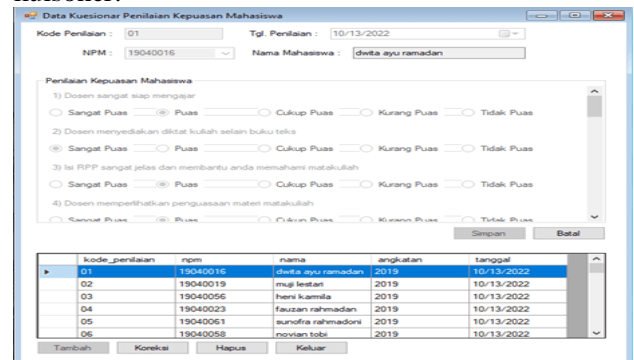 Data Kuesionar Penilaian Kepuasan Mahasiswa
Kode Penilaian : 01 Tgl. Penilaian : 10/13/2022
NPM : 19040016 Nama Mahasiswa : dwita ayu ramadan
Penilaian Kepuasan Mahasiswa
1) Dosen sangat siap mengajar
Sangat Puas Puas Cukup Puas Kurang Puas Tidak Puas
2) Dosen menyediakan diktat kuliah selain buku teks
Sangat Puas Puas Cukup Puas Kurang Puas Tidak Puas
3) Isi RPP sangat jelas dan membantu anda memahami matakuliah
Sangat Puas Puas Cukup Puas Kurang Puas Tidak Puas
4) Dosen memperlihatkan penguasaan materi matakuliah
Sangat Puas Puas Cukup Puas Kurang Puas Tidak Puas
Simpan Batal
kode_penilaian npm nama angkatan tanggal
01 19040016 dwita ayu ramadan 2019 10/13/2022
02 19040019 muji lestari 2019 10/13/2022
03 19040056 heni karmila 2019 10/13/2022
04 19040023 fauzan rahmadan 2019 10/13/2022
05 19040061 sunofra rahmadoni 2019 10/13/2022
06 19040058 novian tobi 2019 10/13/2022
Tambah Koreksi Hapus Keluar